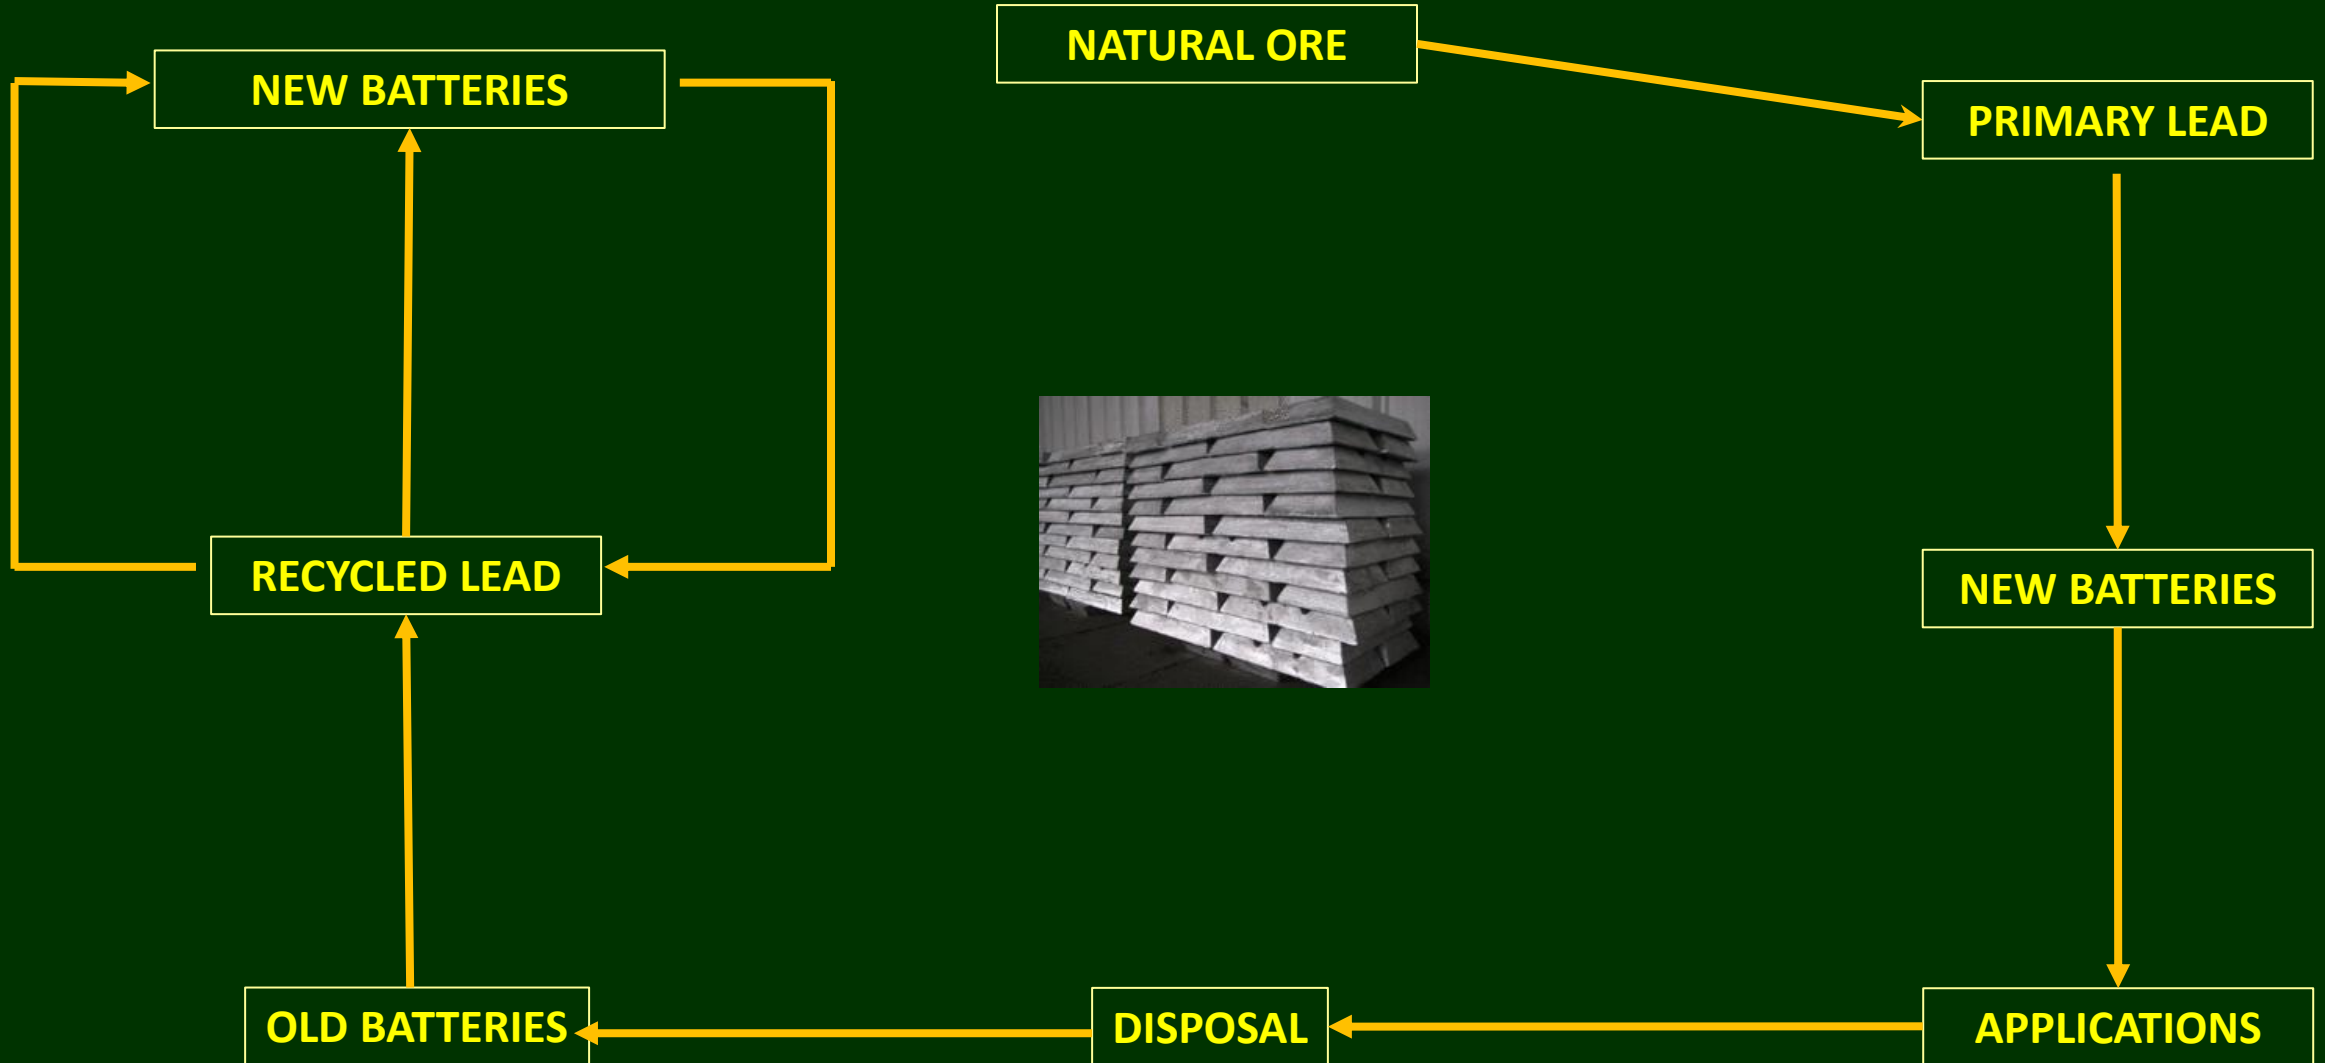 NATURAL ORE
NEW BATTERIES
PRIMARY LEAD
RECYCLED LEAD
NEW BATTERIES
OLD BATTERIES
DISPOSAL
APPLICATIONS